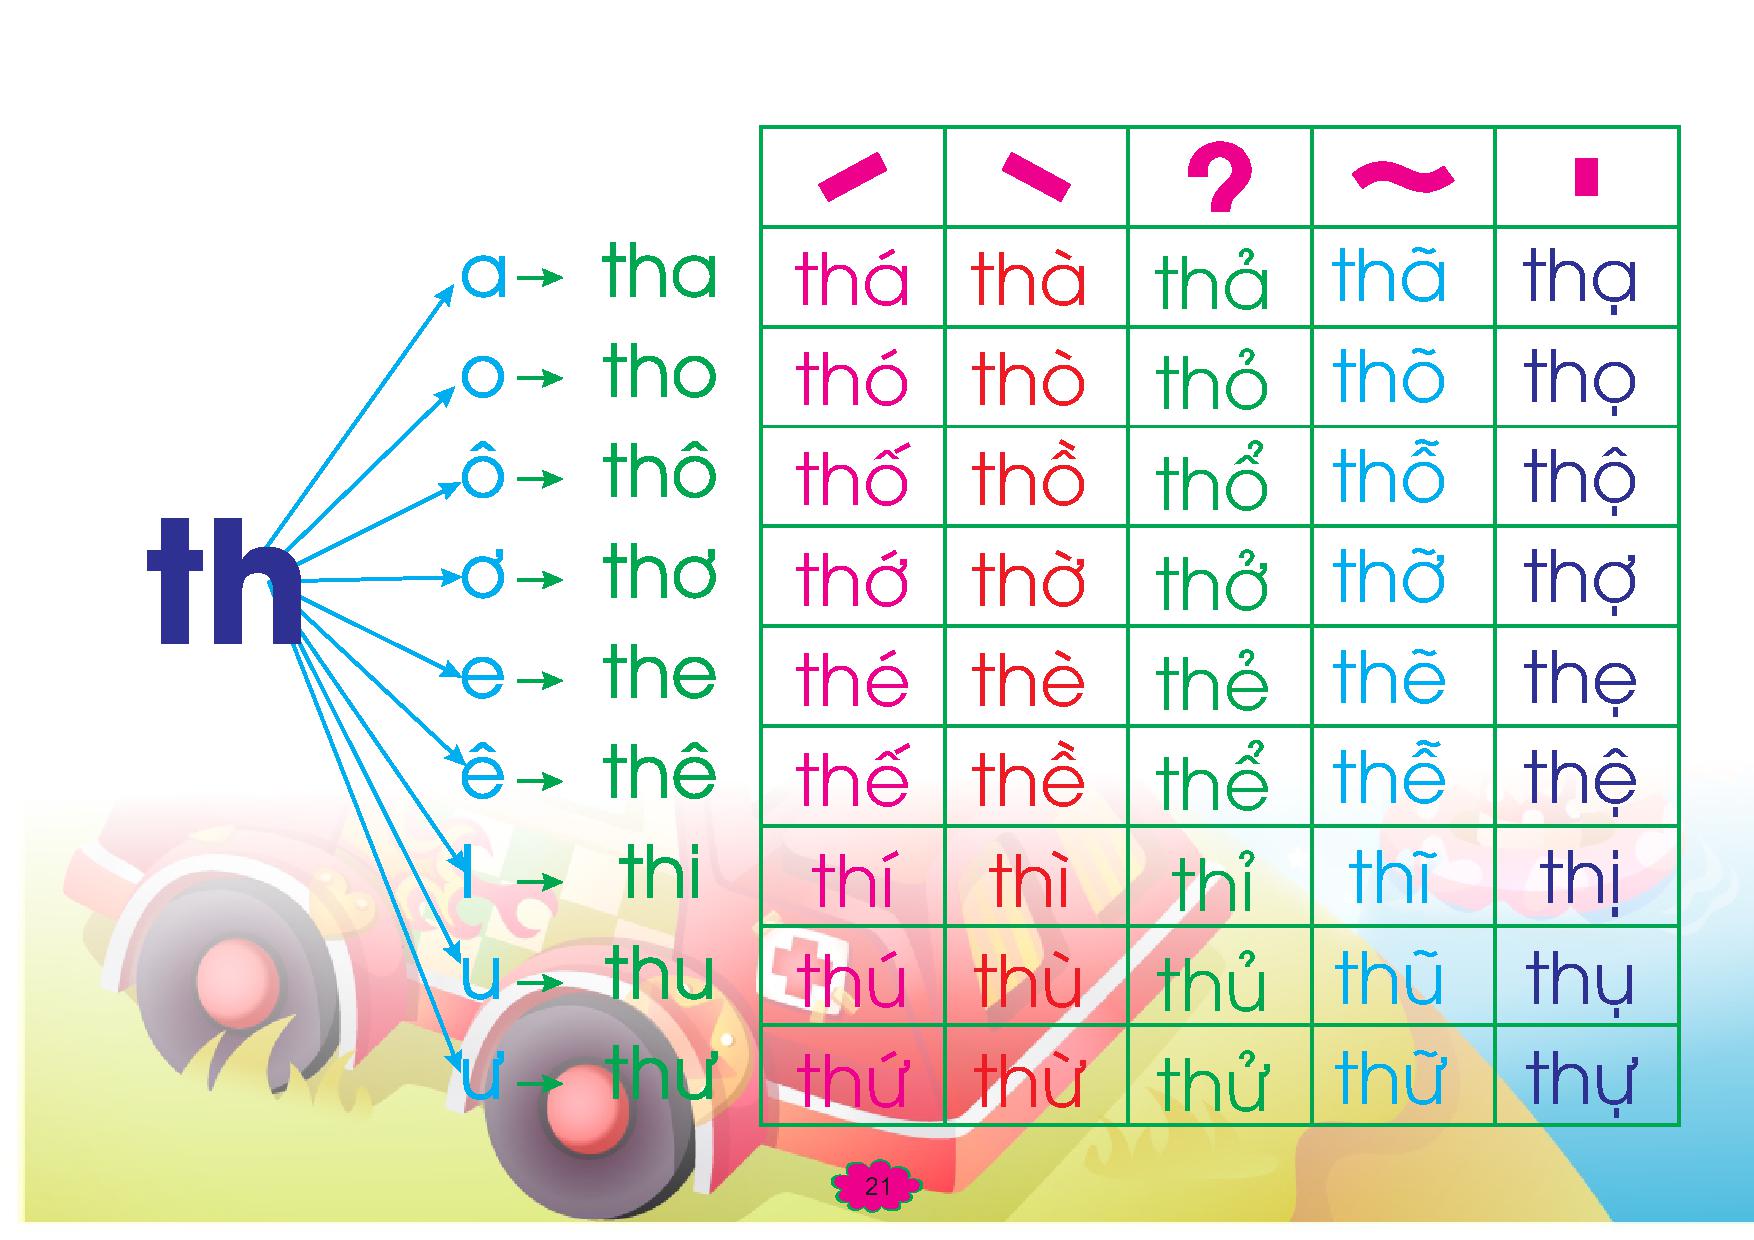 ´ ` ? ~ .
a → tha thá thà thả thã thạ
o → tho thó thò thỏ thõ thọ
ô → thô thố thồ thổ thỗ thộ
th ơ → thơ thớ thờ thở thỡ thợ
e → the thé thè thẻ thẽ thẹ
ê → thê thế thề thể thễ thệ
I → thi thí thì thỉ thĩ thị
u → thu thú thù thủ thũ thụ
ư → thư thứ thừ thử thữ thự
21